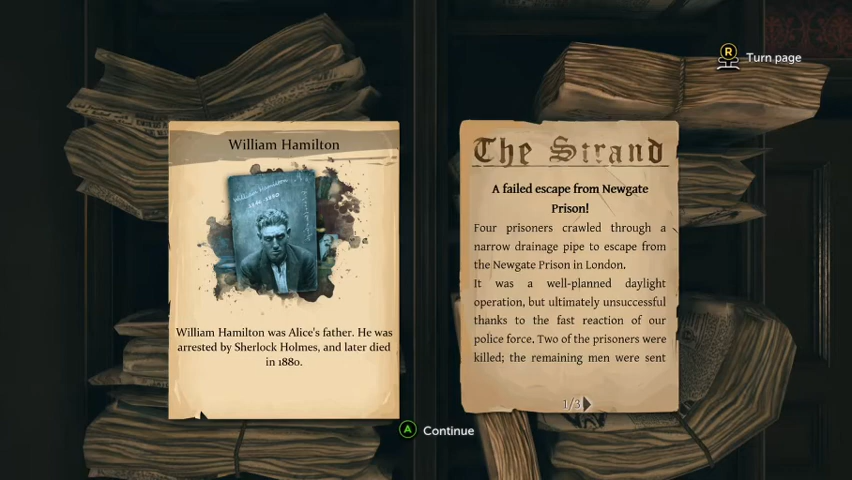 R
Turn page
William Hamilton
William Hamilton
1880
William Hamilton was Alice's father. He was
arrested by Sherlock Holmes, and later died
in 1880.
The Strand
A failed escape from Newgate
Prison!
Four prisoners crawled through a
narrow drainage pipe to escape from
the Newgate Prison in London.
It was a well-planned daylight
operation, but ultimately unsuccessful
thanks to the fast reaction of our
police force. Two of the prisoners were
killed; the remaining men were sent
1/3
A
Continue